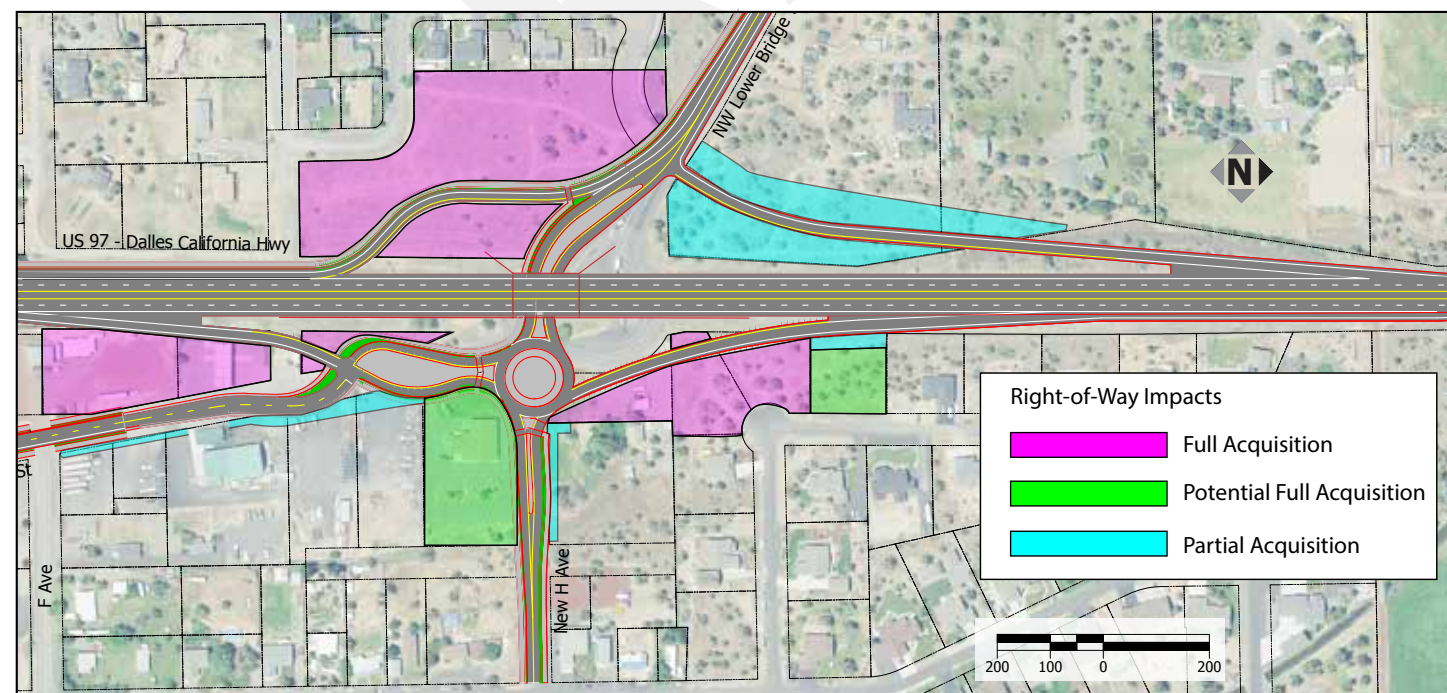 NW Lower Bridge
N
US 97 - Dalles California Hwy
St
F Ave
New H Ave
Right-of-Way Impacts
Full Acquisition
Potential Full Acquisition
Partial Acquisition
200 100 0 200